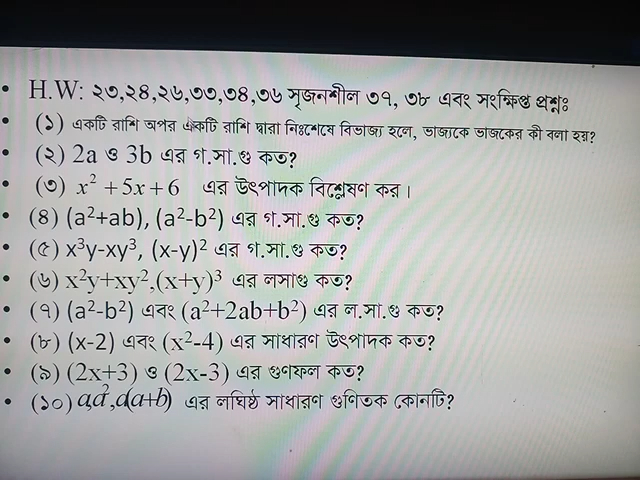 • H.W: ২৩,২৪,২৬,৩৩,৩৪,৩৬ সৃজনশীল ৩৭, ৩৮ এবং সংক্ষিপ্ত প্রশ্নঃ
• (১) একটি রাশি অপর একটি রাশি দ্বারা নিঃশেষে বিভাজ্য হলে, ভাজ্যকে ভাজকের কী বলা হয়?
• (২) 2a ও 3b এর গ.সা.গু কত?
• (৩) x² + 5x + 6 এর উৎপাদক বিশ্লেষণ কর।
• (৪) (a²+ab), (a²-b²) এর গ.সা.গু কত?
• (৫) x³y-xy³, (x-y)² এর গ.সা.গু কত?
• (৬) x²y+xy²,(x+y)³ এর লসাগু কত?
• (৭) (a²-b²) এবং (a²+2ab+b²) এর ল.সা.গু কত?
• (৮) (x-2) এবং (x²-4) এর সাধারণ উৎপাদক কত?
• (৯) (2x+3) ও (2x-3) এর গুণফল কত?
• (১০) a,a²,a(a+b) এর লঘিষ্ঠ সাধারণ গুণিতক কোনটি?